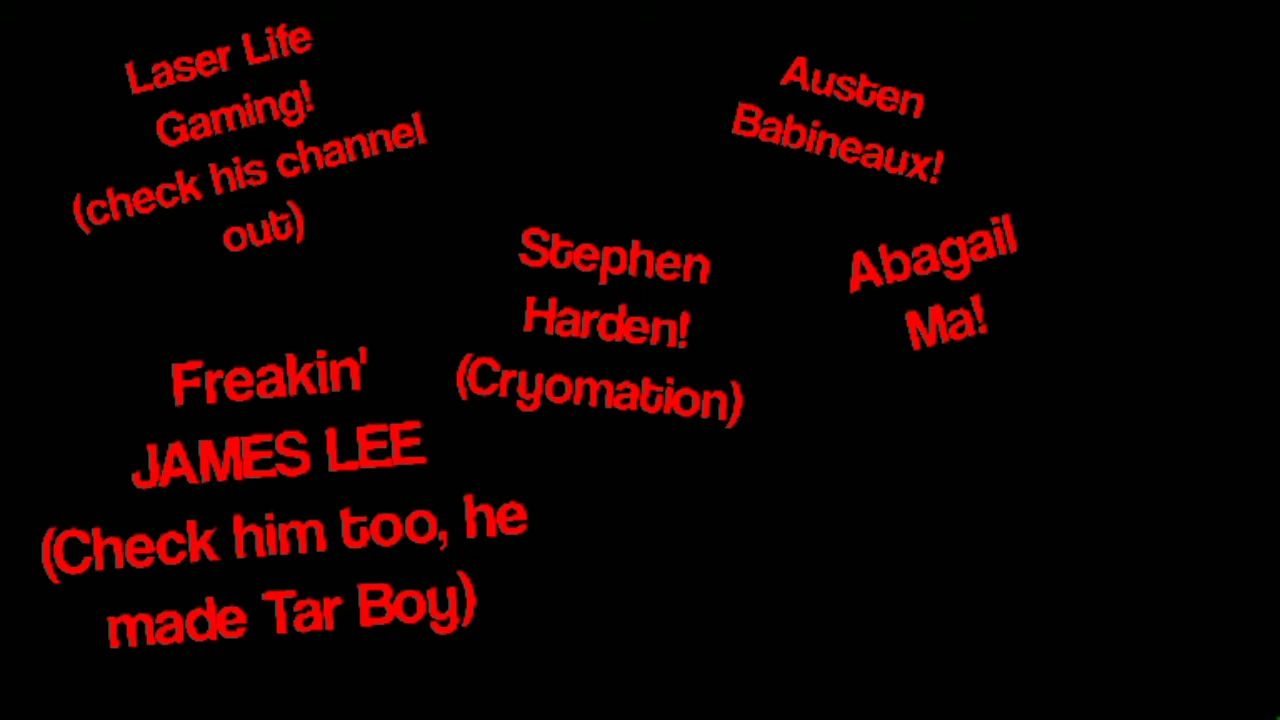 Laser Life
Gaming!
(check his channel
out)
Austen
Babineaux!
Stephen
Harden!
(Cryomation)
Abagail
Ma!
Freakin'
JAMES LEE
(Check him too, he
made Tar Boy)